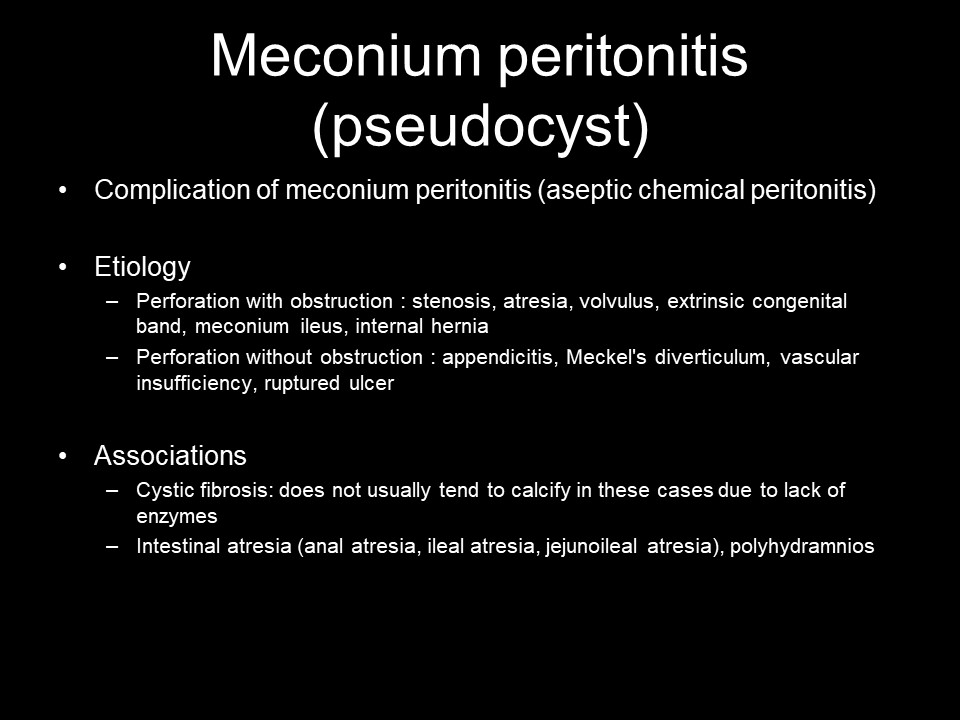 Meconium peritonitis
(pseudocyst)
• Complication of meconium peritonitis (aseptic chemical peritonitis)
• Etiology
– Perforation with obstruction : stenosis, atresia, volvulus, extrinsic congenital
band, meconium ileus, internal hernia
– Perforation without obstruction : appendicitis, Meckel's diverticulum, vascular
insufficiency, ruptured ulcer
• Associations
– Cystic fibrosis: does not usually tend to calcify in these cases due to lack of
enzymes
– Intestinal atresia (anal atresia, ileal atresia, jejunoileal atresia), polyhydramnios